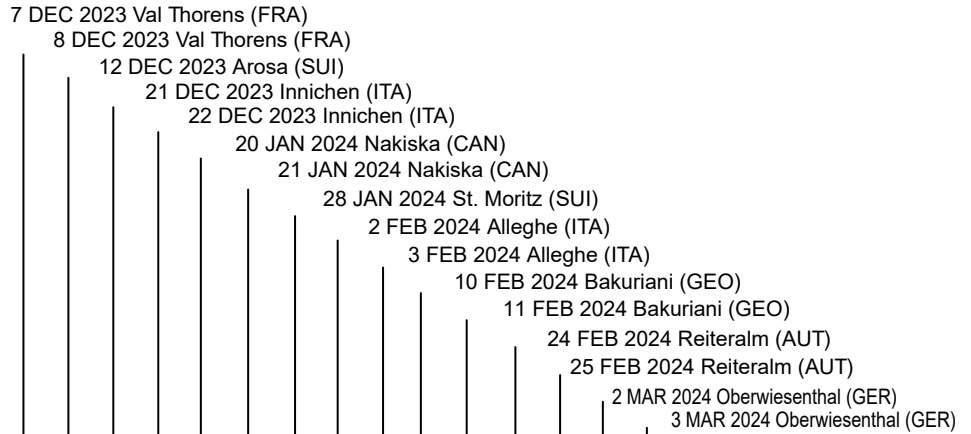 7 DEC 2023 Val Thorens (FRA)
8 DEC 2023 Val Thorens (FRA)
12 DEC 2023 Arosa (SUI)
21 DEC 2023 Innichen (ITA)
22 DEC 2023 Innichen (ITA)
20 JAN 2024 Nakiska (CAN)
21 JAN 2024 Nakiska (CAN)
28 JAN 2024 St. Moritz (SUI)
2 FEB 2024 Alleghe (ITA)
3 FEB 2024 Alleghe (ITA)
10 FEB 2024 Bakuriani (GEO)
11 FEB 2024 Bakuriani (GEO)
24 FEB 2024 Reiteralm (AUT)
25 FEB 2024 Reiteralm (AUT)
2 MAR 2024 Oberwiesenthal (GER)
3 MAR 2024 Oberwiesenthal (GER)